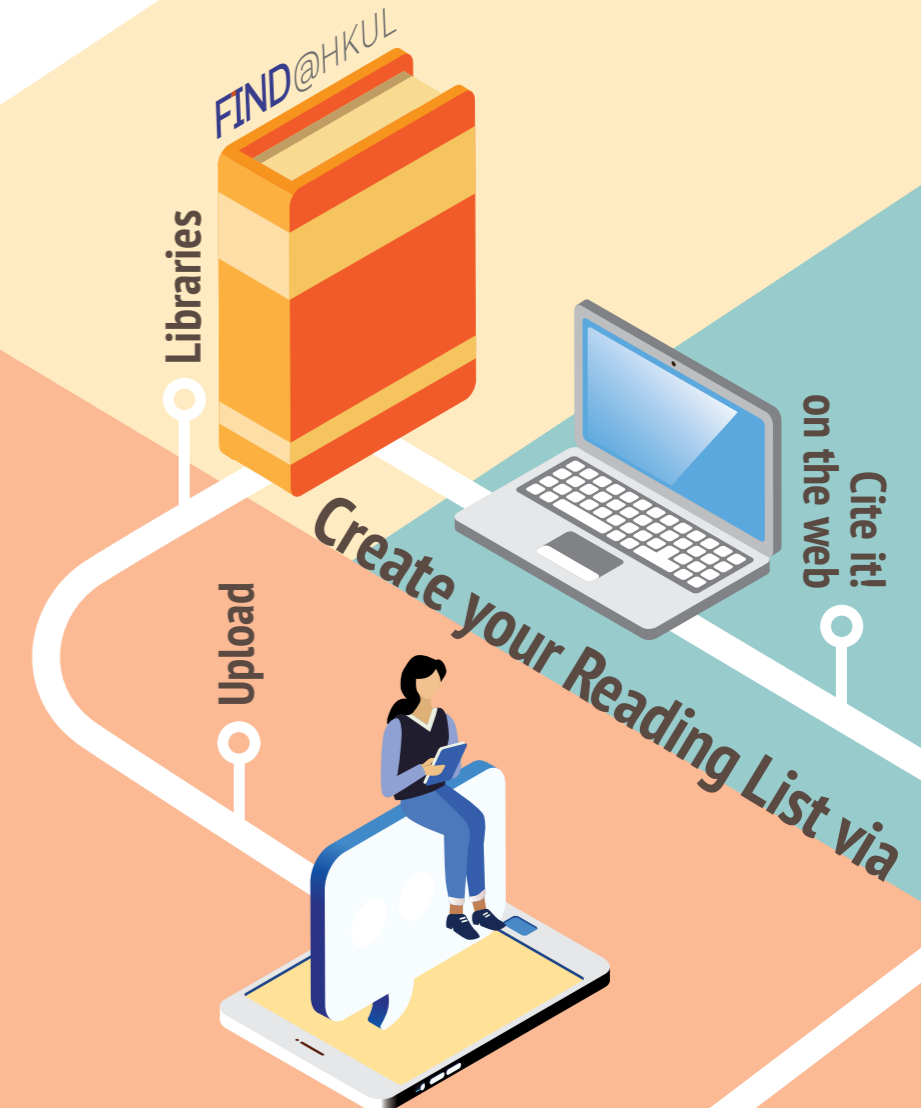 FIND@HKUL
Libraries
Cite it!
on the web
Create your Reading List via
Upload